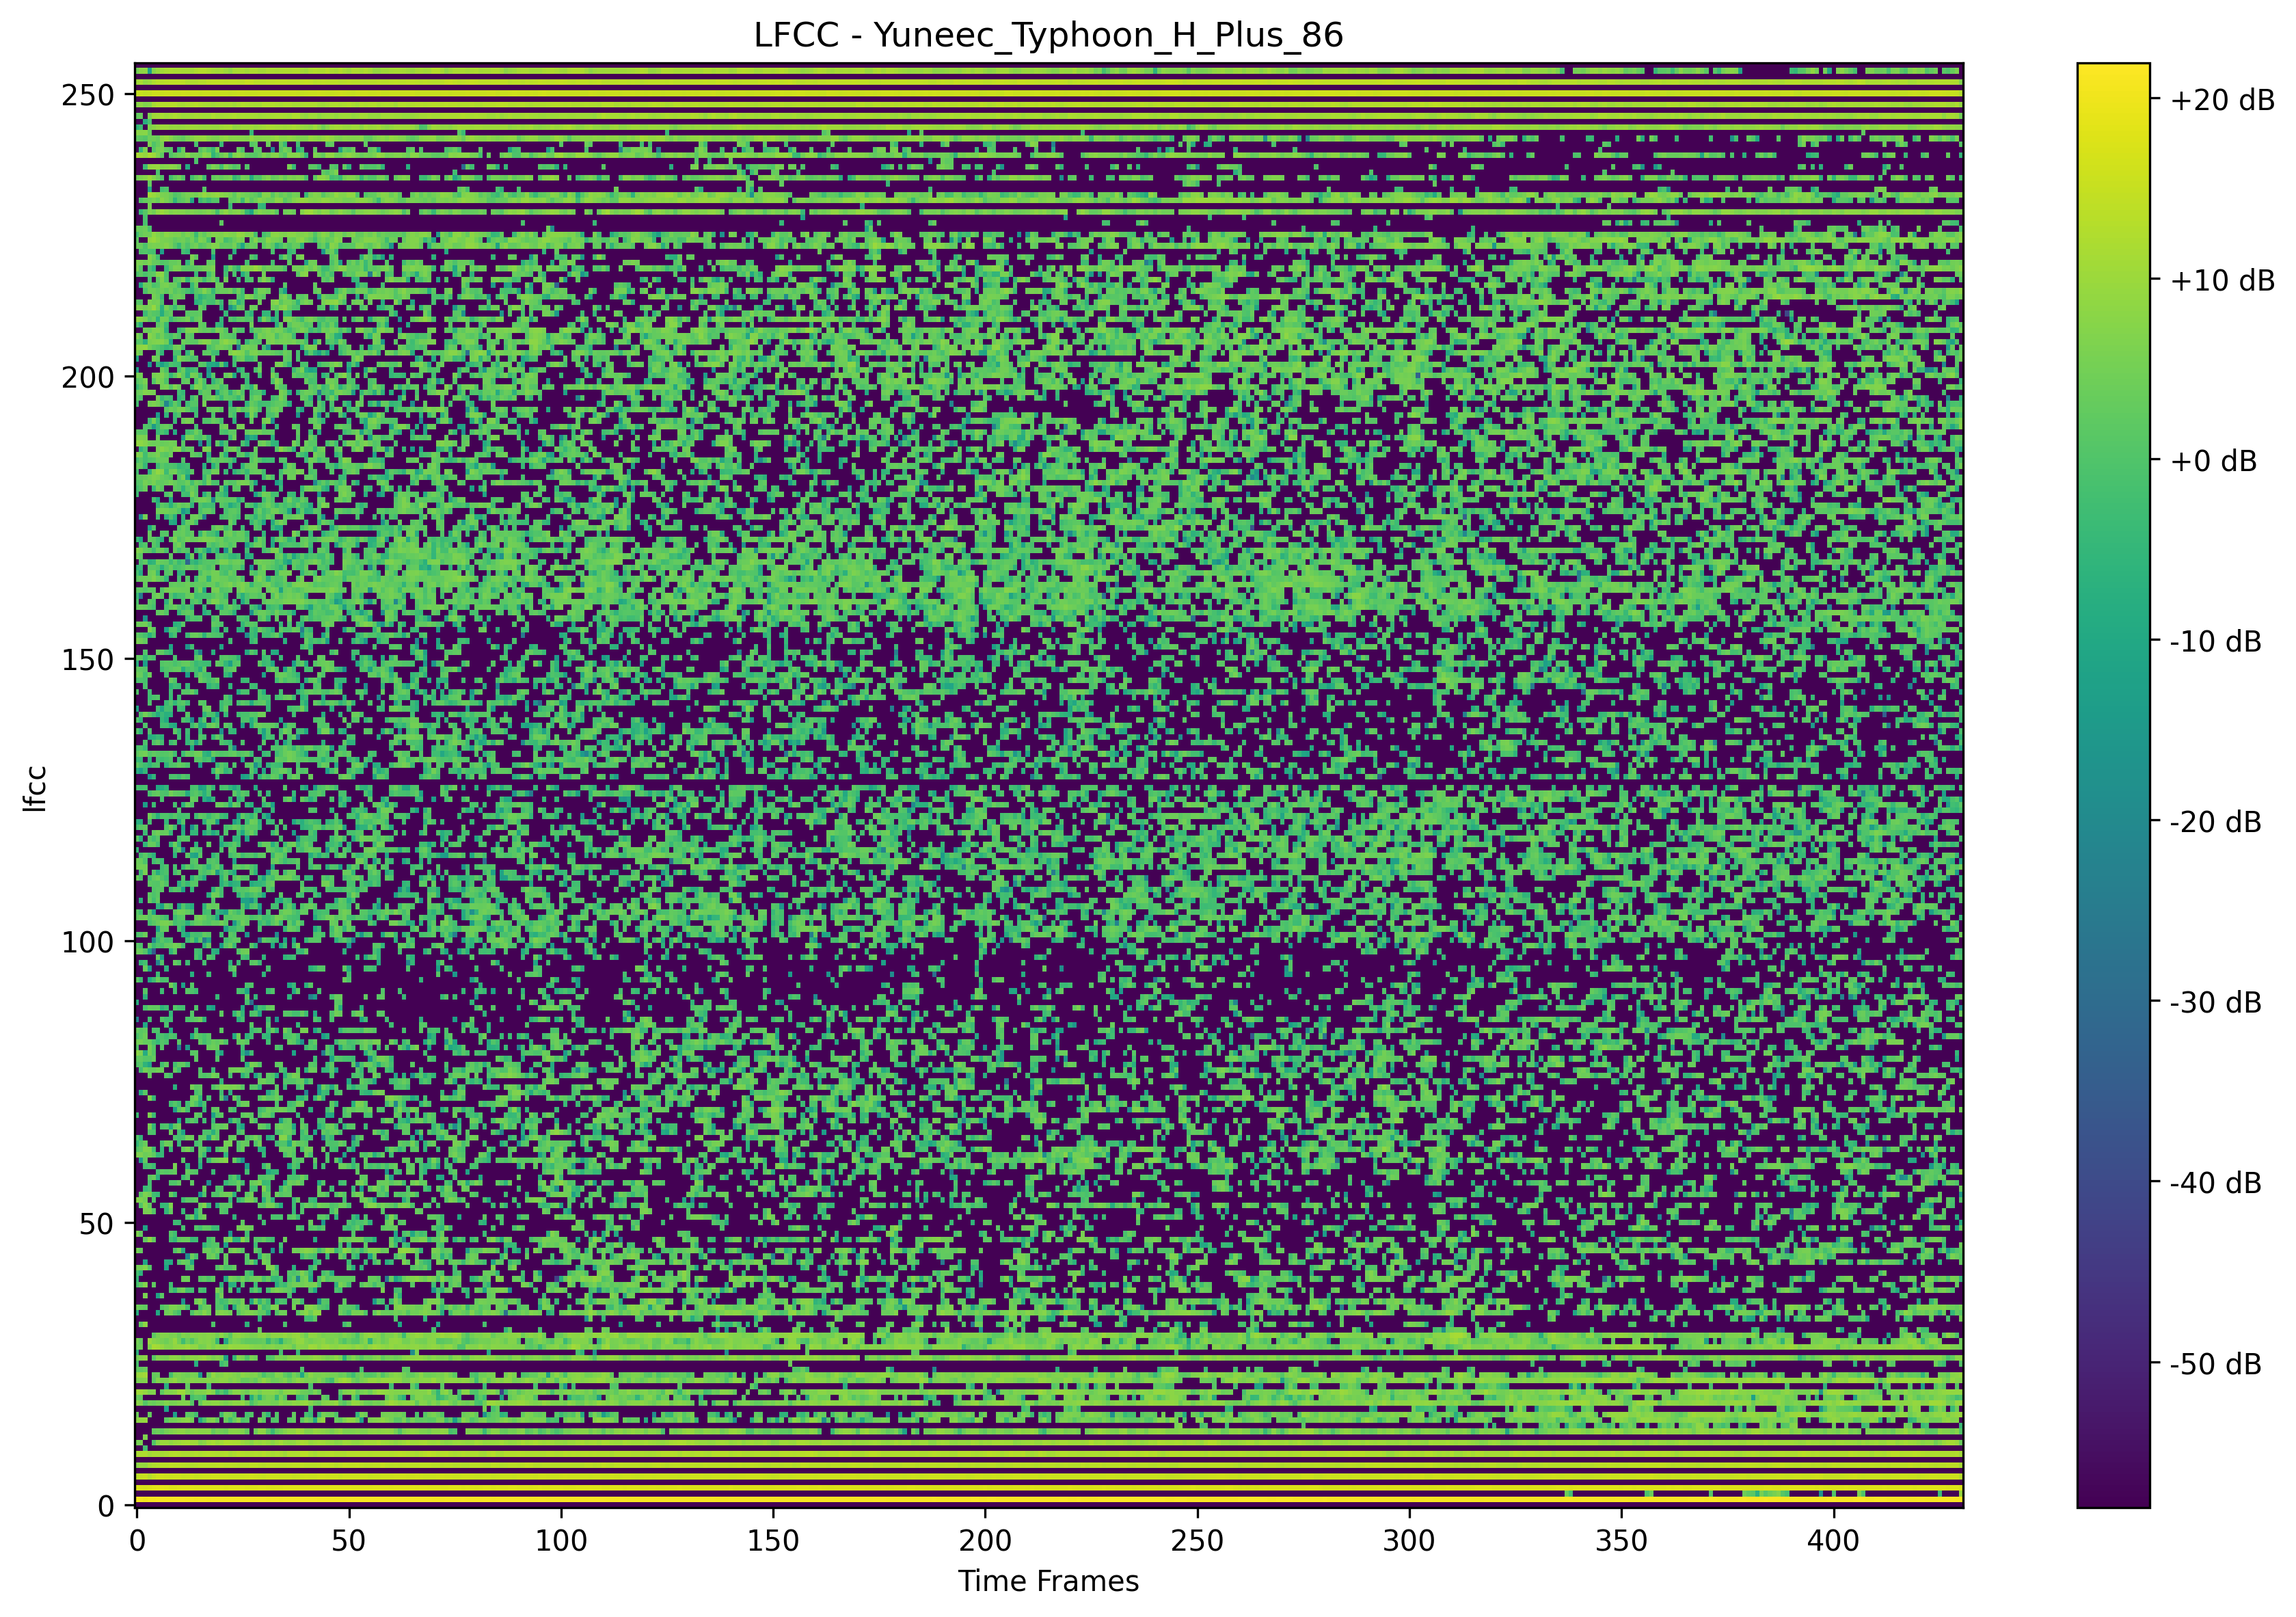 LFCC - Yuneec_Typhoon_H_Plus_86
250
200
150
100
50
0
lfcc
0 50 100 150 200 250 300 350 400
Time Frames
+20 dB
+10 dB
+0 dB
-10 dB
-20 dB
-30 dB
-40 dB
-50 dB